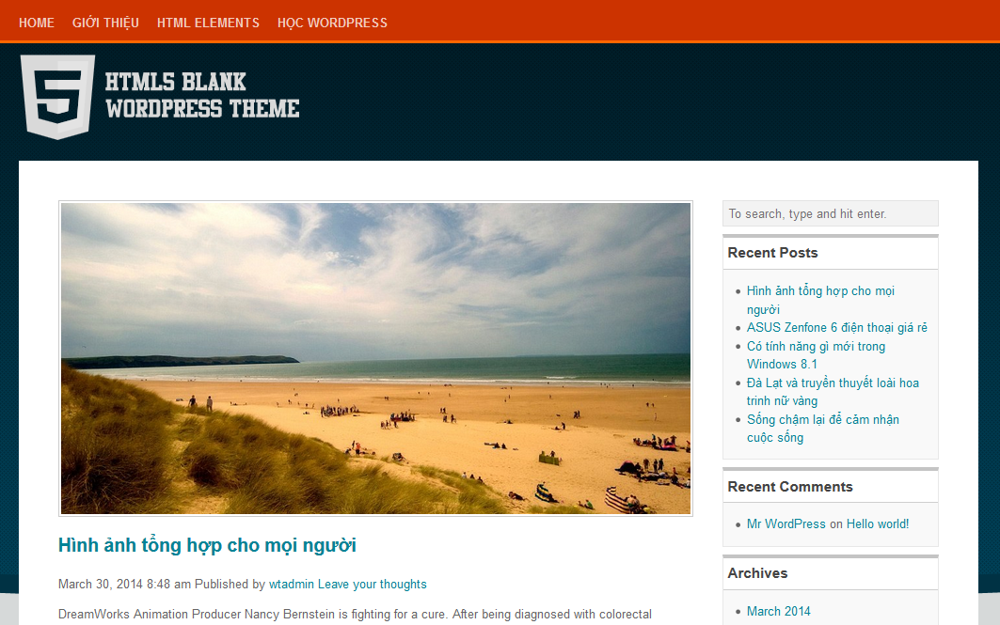 HOME GIỚI THIỆU HTML ELEMENTS HỌC WORDPRESS
HTML5 BLANK
WORDPRESS THEME
Hình ảnh tổng hợp cho mọi người
March 30, 2014 8:48 am Published by wtadmin Leave your thoughts
DreamWorks Animation Producer Nancy Bernstein is fighting for a cure. After being diagnosed with colorectal
To search, type and hit enter.
Recent Posts
Hình ảnh tổng hợp cho mọi
người
ASUS Zenfone 6 điện thoại giá rẻ
Có tính năng gì mới trong
Windows 8.1
Đà Lạt và truyền thuyết loài hoa
trinh nữ vàng
Sống chậm lại để cảm nhận
cuộc sống
Recent Comments
Mr WordPress on Hello world!
Archives
March 2014